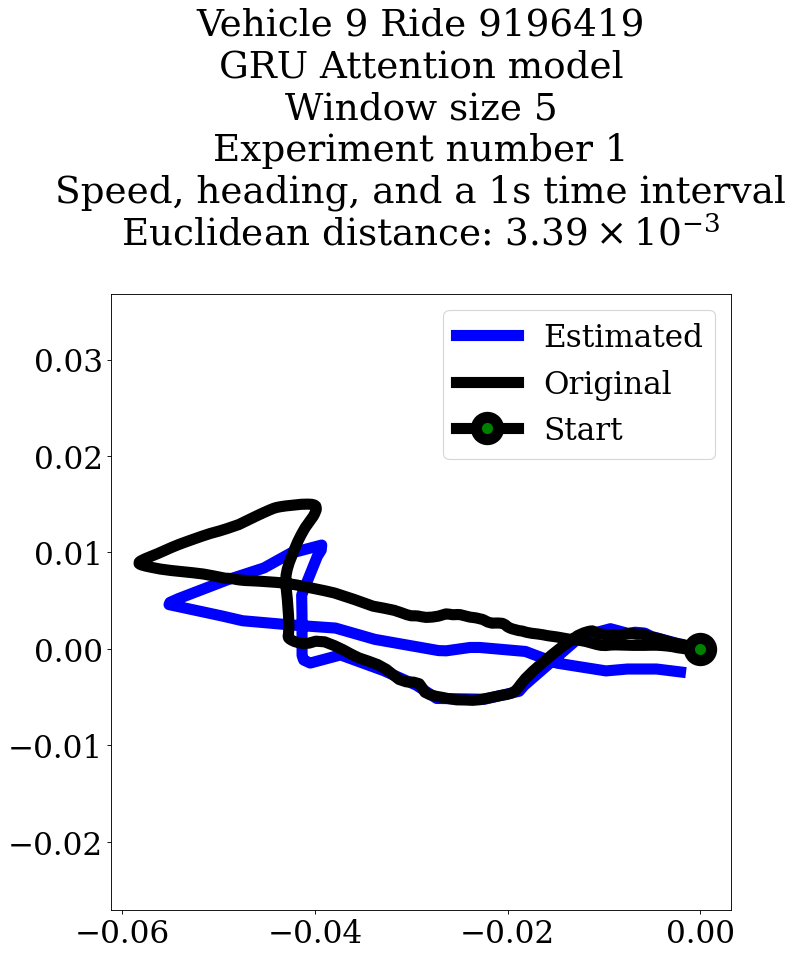 Vehicle 9 Ride 9196419
GRU Attention model
Window size 5
Experiment number 1
Speed, heading, and a 1s time interval
Euclidean distance: 3.39 × 10⁻³
Estimated
Original
Start
0.03
0.02
0.01
0.00
−0.01
−0.02
−0.06 −0.04 −0.02 0.00